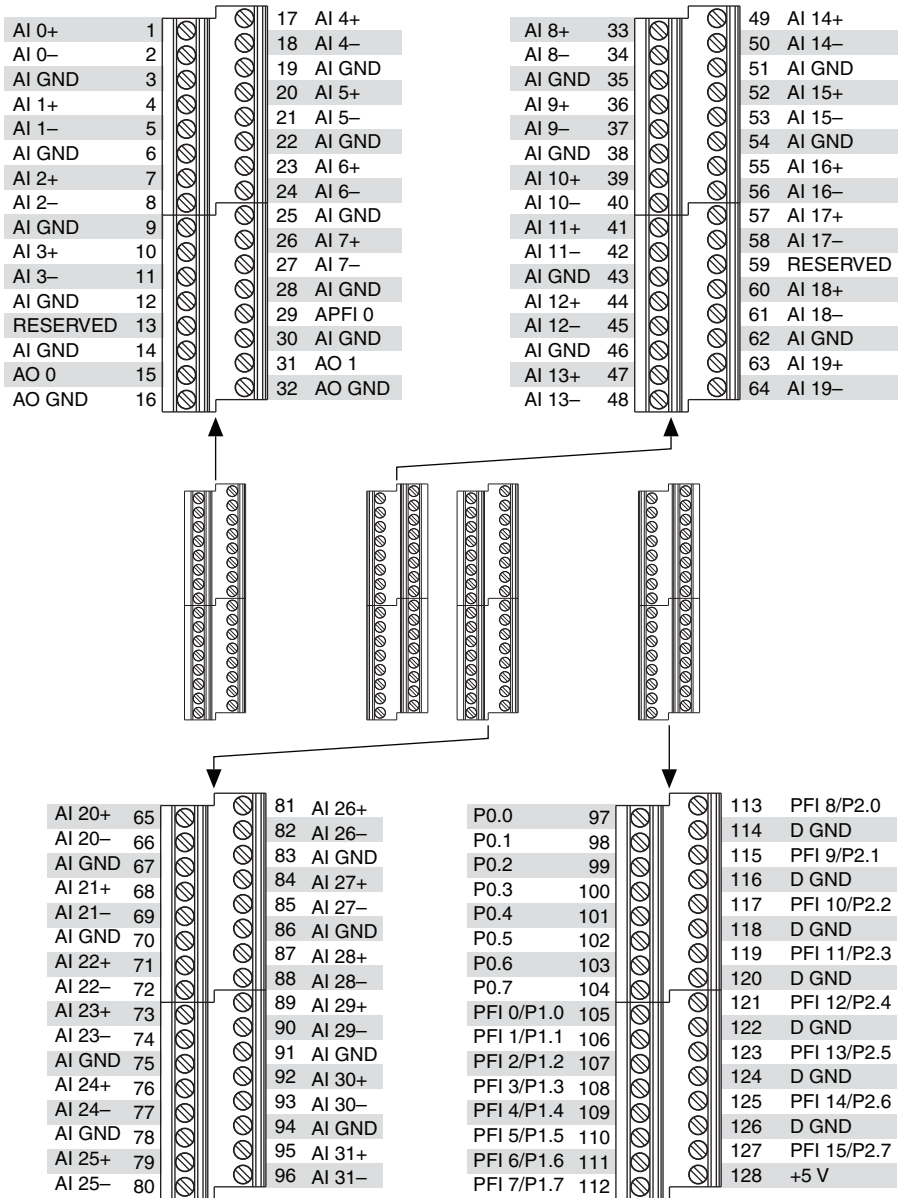 AI 0+ 1
AI 0– 2
AI GND 3
AI 1+ 4
AI 1– 5
AI GND 6
AI 2+ 7
AI 2– 8
AI GND 9
AI 3+ 10
AI 3– 11
AI GND 12
RESERVED 13
AI GND 14
AO 0 15
AO GND 16
17 AI 4+
18 AI 4–
19 AI GND
20 AI 5+
21 AI 5–
22 AI GND
23 AI 6+
24 AI 6–
25 AI GND
26 AI 7+
27 AI 7–
28 AI GND
29 APFI 0
30 AI GND
31 AO 1
32 AO GND
AI 8+ 33
AI 8– 34
AI GND 35
AI 9+ 36
AI 9– 37
AI GND 38
AI 10+ 39
AI 10– 40
AI 11+ 41
AI 11– 42
AI GND 43
AI 12+ 44
AI 12– 45
AI GND 46
AI 13+ 47
AI 13– 48
49 AI 14+
50 AI 14–
51 AI GND
52 AI 15+
53 AI 15–
54 AI GND
55 AI 16+
56 AI 16–
57 AI 17+
58 AI 17–
59 RESERVED
60 AI 18+
61 AI 18–
62 AI GND
63 AI 19+
64 AI 19–
AI 20+ 65
AI 20– 66
AI GND 67
AI 21+ 68
AI 21– 69
AI GND 70
AI 22+ 71
AI 22– 72
AI 23+ 73
AI 23– 74
AI GND 75
AI 24+ 76
AI 24– 77
AI GND 78
AI 25+ 79
AI 25– 80
81 AI 26+
82 AI 26–
83 AI GND
84 AI 27+
85 AI 27–
86 AI GND
87 AI 28+
88 AI 28–
89 AI 29+
90 AI 29–
91 AI GND
92 AI 30+
93 AI 30–
94 AI GND
95 AI 31+
96 AI 31–
P0.0 97
P0.1 98
P0.2 99
P0.3 100
P0.4 101
P0.5 102
P0.6 103
P0.7 104
PFI 0/P1.0 105
PFI 1/P1.1 106
PFI 2/P1.2 107
PFI 3/P1.3 108
PFI 4/P1.4 109
PFI 5/P1.5 110
PFI 6/P1.6 111
PFI 7/P1.7 112
113 PFI 8/P2.0
114 D GND
115 PFI 9/P2.1
116 D GND
117 PFI 10/P2.2
118 D GND
119 PFI 11/P2.3
120 D GND
121 PFI 12/P2.4
122 D GND
123 PFI 13/P2.5
124 D GND
125 PFI 14/P2.6
126 D GND
127 PFI 15/P2.7
128 +5 V